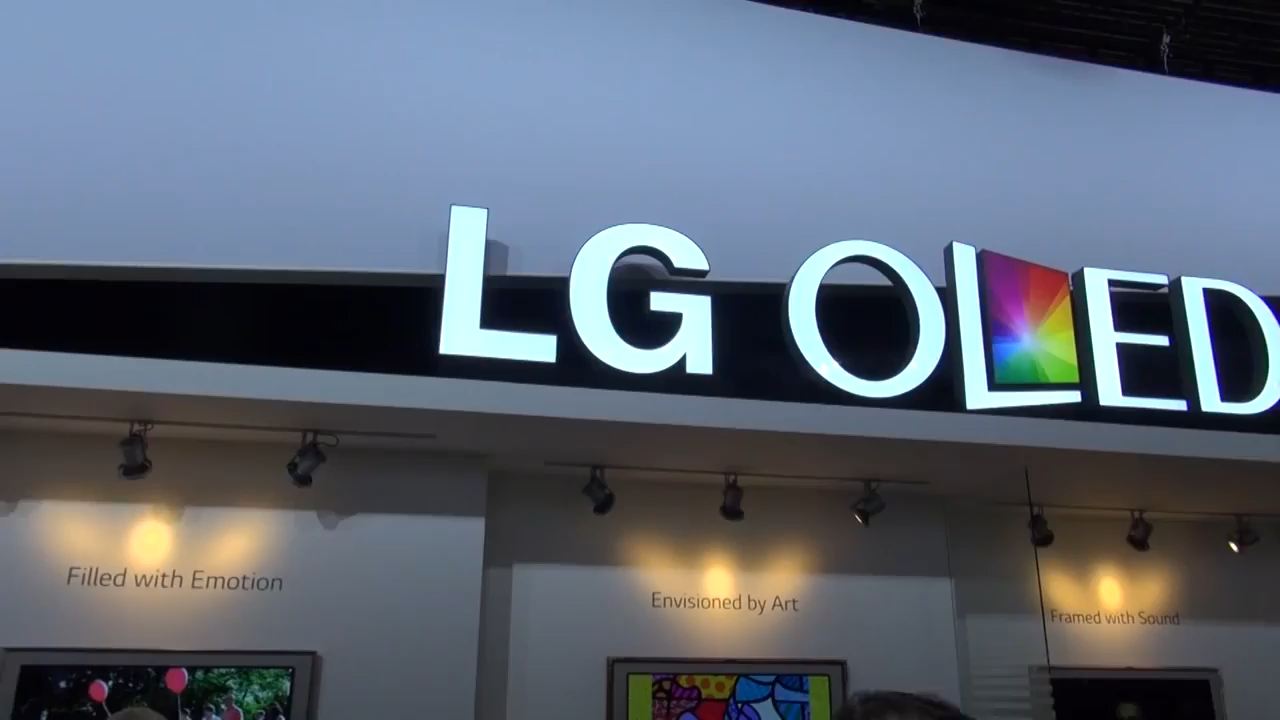 LG OLED
Filled with Emotion
Envisioned by Art
Framed with Sound